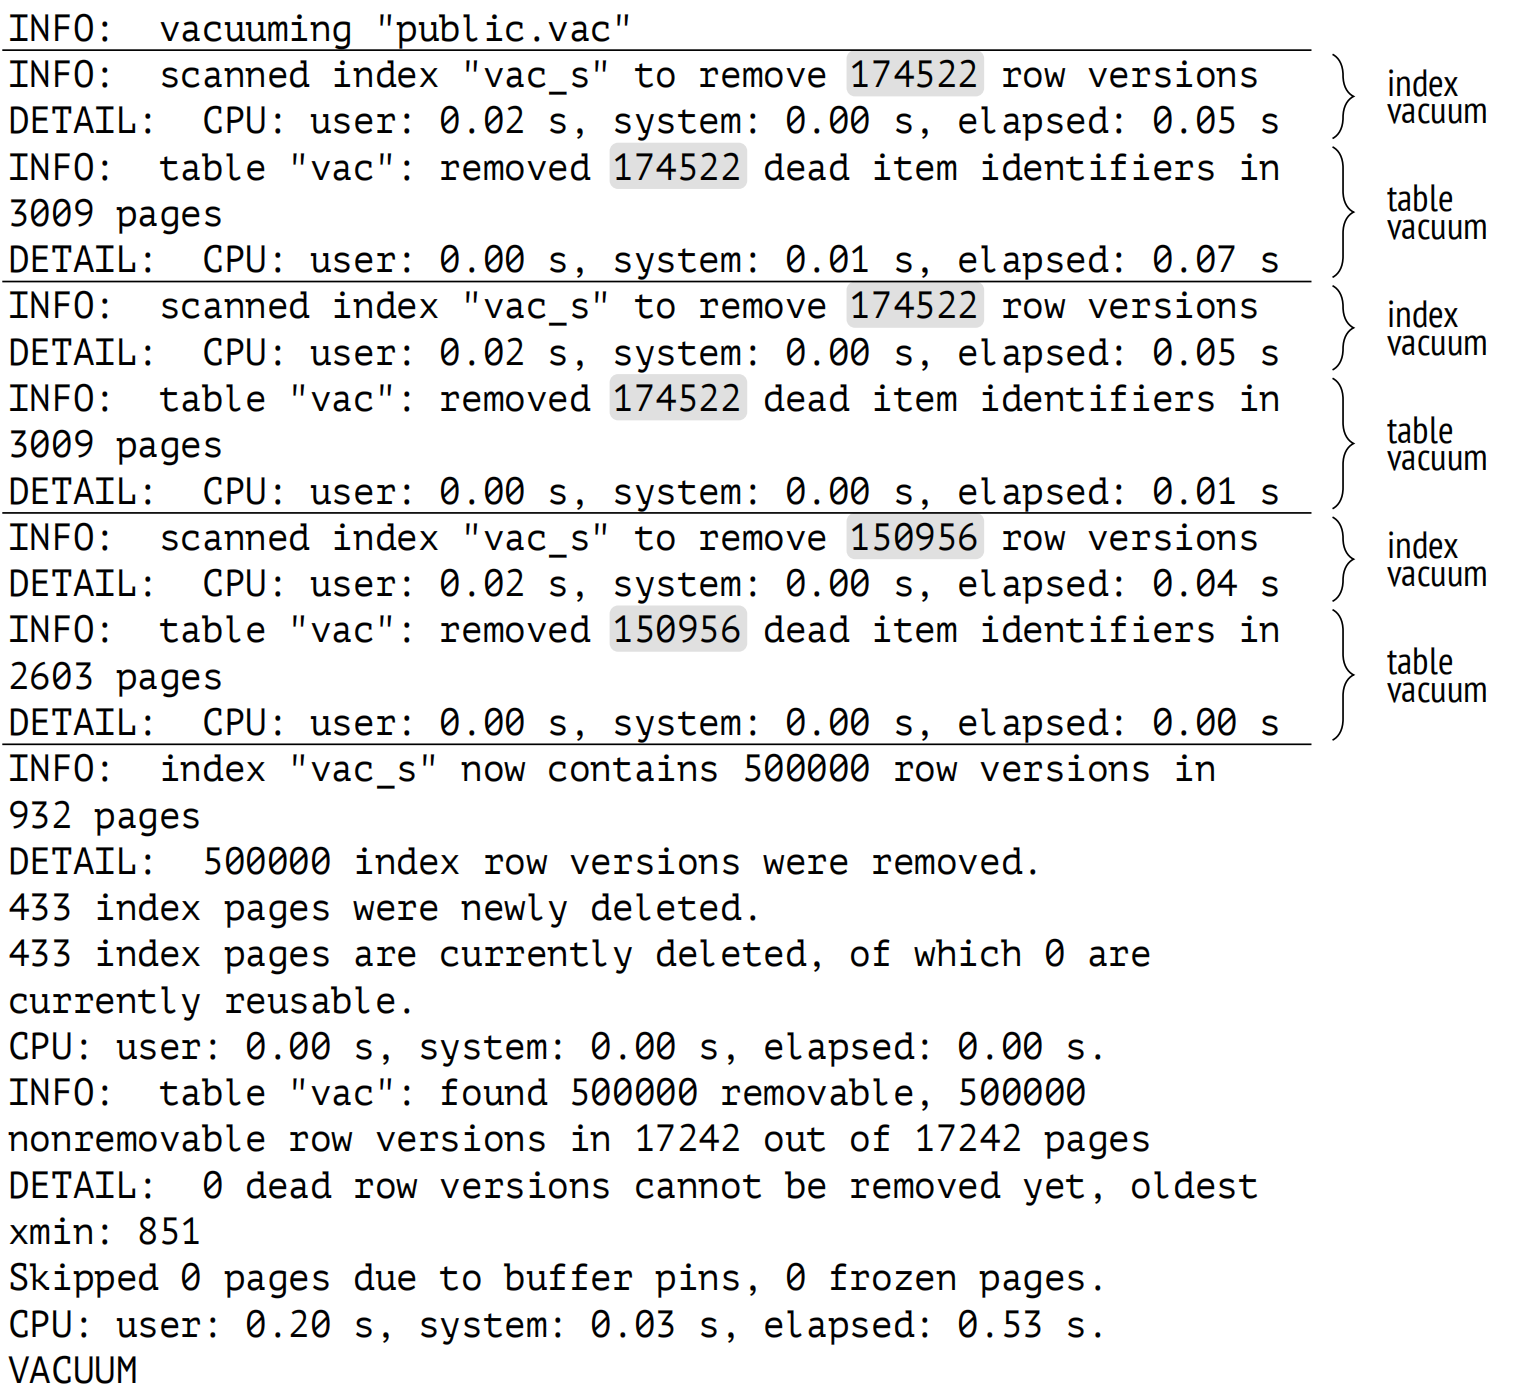 INFO:  vacuuming "public.vac"
INFO:  scanned index "vac_s" to remove 174522 row versions
DETAIL:  CPU: user: 0.02 s, system: 0.00 s, elapsed: 0.05 s
index
vacuum
INFO:  table "vac": removed 174522 dead item identifiers in
3009 pages
DETAIL:  CPU: user: 0.00 s, system: 0.01 s, elapsed: 0.07 s
table
vacuum
INFO:  scanned index "vac_s" to remove 174522 row versions
DETAIL:  CPU: user: 0.02 s, system: 0.00 s, elapsed: 0.05 s
index
vacuum
INFO:  table "vac": removed 174522 dead item identifiers in
3009 pages
DETAIL:  CPU: user: 0.00 s, system: 0.00 s, elapsed: 0.01 s
table
vacuum
INFO:  scanned index "vac_s" to remove 150956 row versions
DETAIL:  CPU: user: 0.02 s, system: 0.00 s, elapsed: 0.04 s
index
vacuum
INFO:  table "vac": removed 150956 dead item identifiers in
2603 pages
DETAIL:  CPU: user: 0.00 s, system: 0.00 s, elapsed: 0.00 s
table
vacuum
INFO:  index "vac_s" now contains 500000 row versions in
932 pages
DETAIL:  500000 index row versions were removed.
433 index pages were newly deleted.
433 index pages are currently deleted, of which 0 are
currently reusable.
CPU: user: 0.00 s, system: 0.00 s, elapsed: 0.00 s.
INFO:  table "vac": found 500000 removable, 500000
nonremovable row versions in 17242 out of 17242 pages
DETAIL:  0 dead row versions cannot be removed yet, oldest
xmin: 851
Skipped 0 pages due to buffer pins, 0 frozen pages.
CPU: user: 0.20 s, system: 0.03 s, elapsed: 0.53 s.
VACUUM